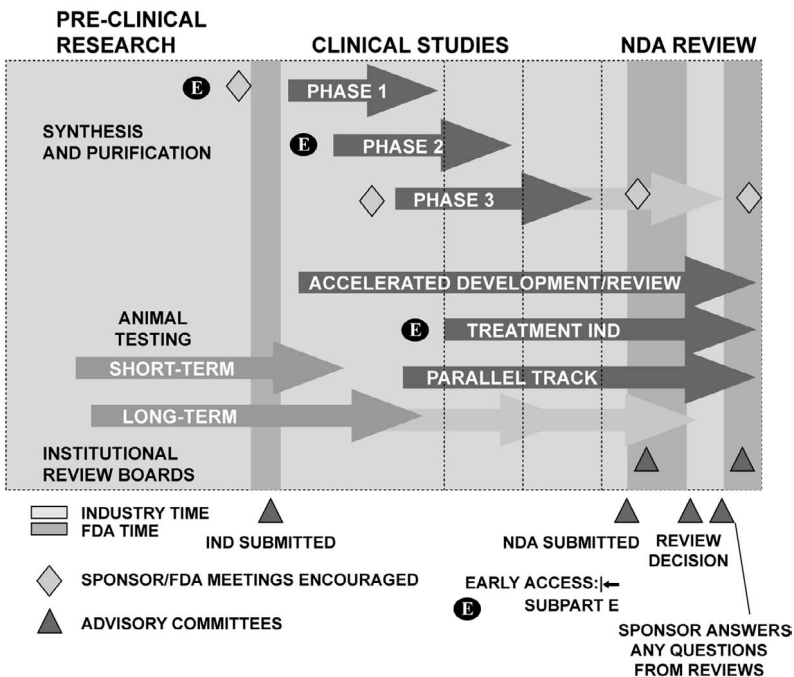 PRE-CLINICAL
RESEARCH
CLINICAL STUDIES
NDA REVIEW
E
PHASE 1
SYNTHESIS
AND PURIFICATION
E
PHASE 2
PHASE 3
ACCELERATED DEVELOPMENT/REVIEW
ANIMAL
TESTING
E
TREATMENT IND
SHORT-TERM
PARALLEL TRACK
LONG-TERM
INSTITUTIONAL
REVIEW BOARDS
INDUSTRY TIME
FDA TIME
IND SUBMITTED
NDA SUBMITTED
REVIEW
DECISION
SPONSOR/FDA MEETINGS ENCOURAGED
EARLY ACCESS:
E
SUBPART E
ADVISORY COMMITTEES
SPONSOR ANSWERS
ANY QUESTIONS
FROM REVIEWS